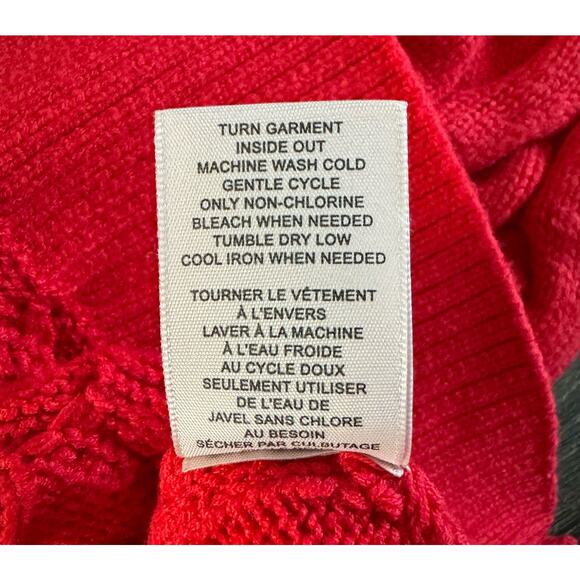 TURN GARMENT
INSIDE OUT
MACHINE WASH COLD
GENTLE CYCLE
ONLY NON-CHLORINE
BLEACH WHEN NEEDED
TUMBLE DRY LOW
COOL IRON WHEN NEEDED
TOURNER LE VÉTEMENT
À L'ENVERS
LAVER À LA MACHINE
À L'EAU FROIDE
AU CYCLE DOUX
SEULEMENT UTILISER
DE L'EAU DE
JAVEL SANS CHLORE
AU BESOIN
SÉCHER PAR CULBUTAGE